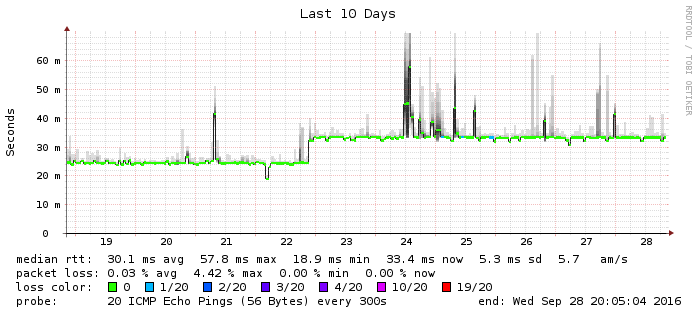 Last 10 Days
RRDTOOL / TOBI OETIKER
Seconds
60 m
50 m
40 m
30 m
20 m
10 m
0
19 20 21 22 23 24 25 26 27 28
median rtt: 30.1 ms avg 57.8 ms max 18.9 ms min 33.4 ms now 5.3 ms sd 5.7 am/s
packet loss: 0.03 % avg 4.42 % max 0.00 % min 0.00 % now
loss color: 0 1/20 2/20 3/20 4/20 10/20 19/20
probe: 20 ICMP Echo Pings (56 Bytes) every 300s end: Wed Sep 28 20:05:04 2016